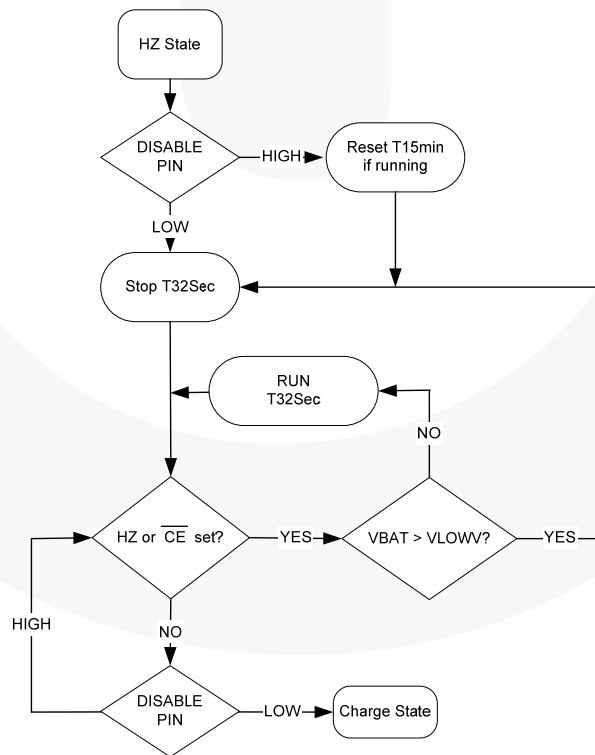 HZ State
DISABLE
PIN
HIGH
Reset T15min
if running
LOW
Stop T32Sec
RUN
T32Sec
NO
HZ or C̅E̅ set?
YES
VBAT > VLOWV?
YES
HIGH
NO
DISABLE
PIN
LOW
Charge State